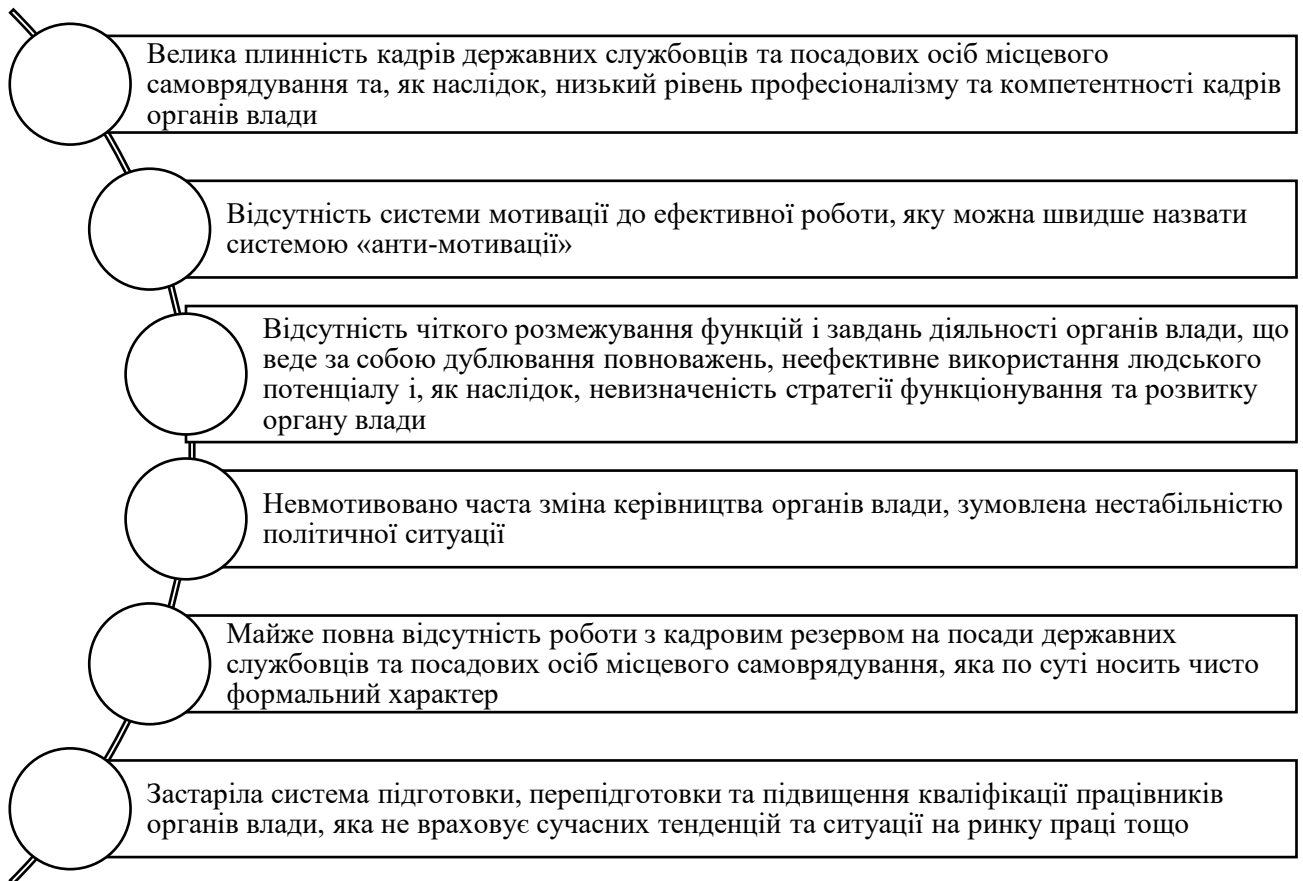 Велика плинність кадрів державних службовців та посадових осіб місцевого
самоврядування та, як наслідок, низький рівень професіоналізму та компетентності кадрів
органів влади
Відсутність системи мотивації до ефективної роботи, яку можна швидше назвати
системою «анти-мотивації»
Відсутність чіткого розмежування функцій і завдань діяльності органів влади, що
веде за собою дублювання повноважень, неефективне використання людського
потенціалу і, як наслідок, невизначеність стратегії функціонування та розвитку
органу влади
Невмотивовано часта зміна керівництва органів влади, зумовлена нестабільністю
політичної ситуації
Майже повна відсутність роботи з кадровим резервом на посади державних
службовців та посадових осіб місцевого самоврядування, яка по суті носить чисто
формальний характер
Застаріла система підготовки, перепідготовки та підвищення кваліфікації працівників
органів влади, яка не враховує сучасних тенденцій та ситуації на ринку праці тощо